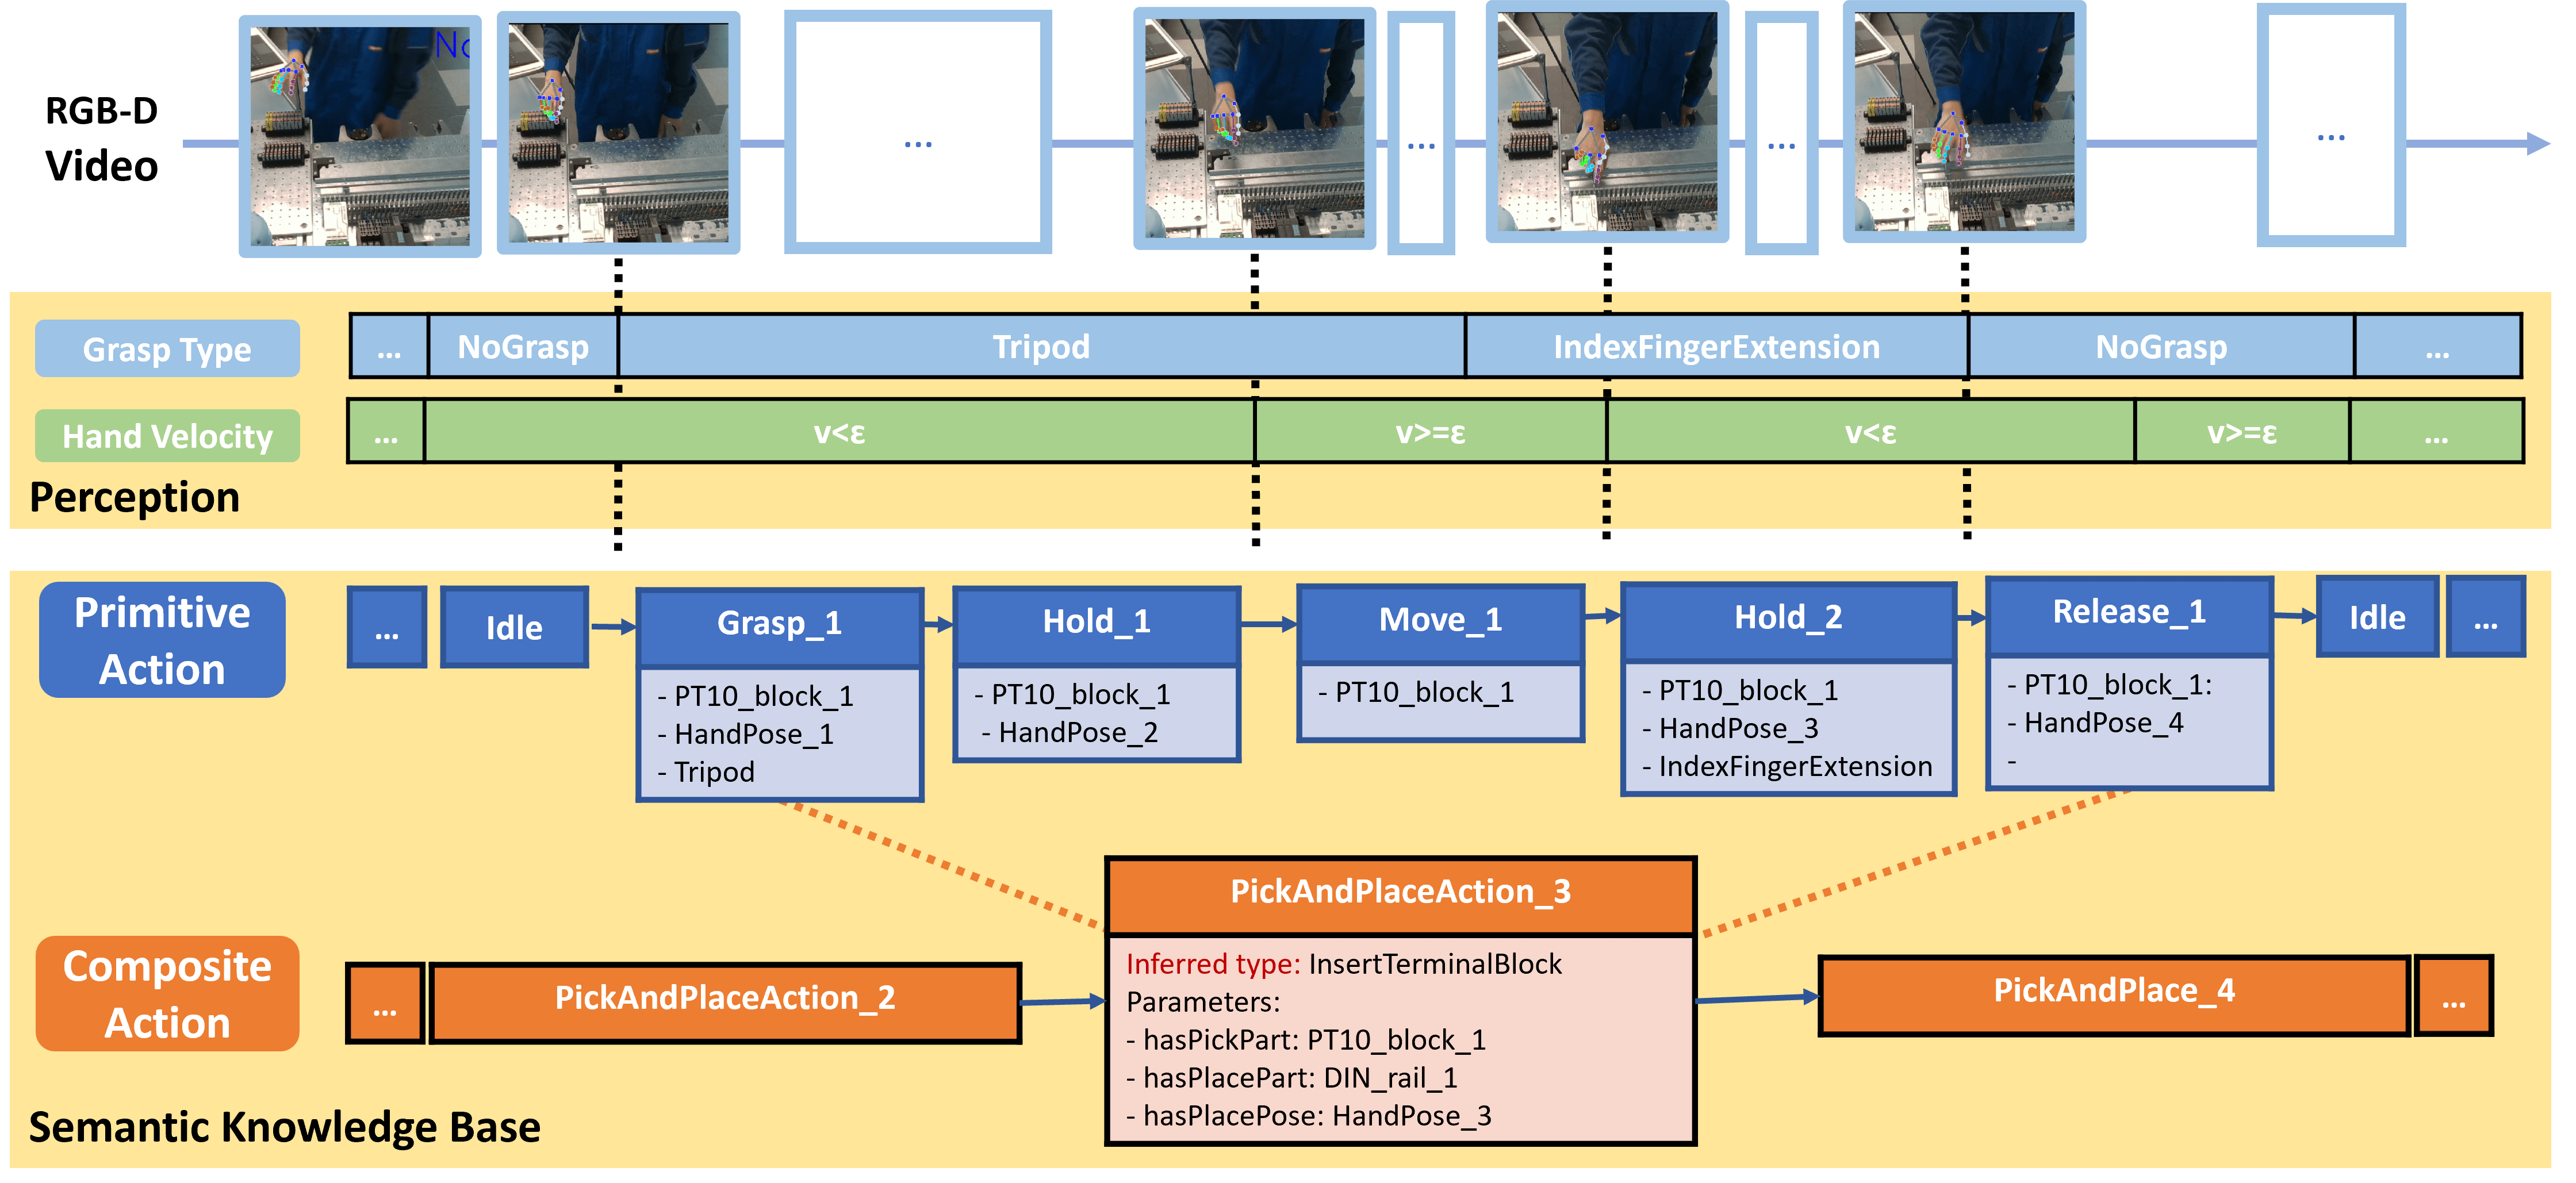 No
RGB-D
Video
...
...
...
...
Grasp Type
...
NoGrasp
Tripod
IndexFingerExtension
NoGrasp
...
Hand Velocity
...
v<ε
v>=ε
v<ε
v>=ε
...
Perception
Primitive
Action
...
Idle
Grasp_1
- PT10_block_1
- HandPose_1
- Tripod
Hold_1
- PT10_block_1
- HandPose_2
Move_1
- PT10_block_1
Hold_2
- PT10_block_1
- HandPose_3
- IndexFingerExtension
Release_1
- PT10_block_1:
- HandPose_4
-
Idle
...
Composite
Action
...
PickAndPlaceAction_2
PickAndPlaceAction_3
Inferred type: InsertTerminalBlock
Parameters:
- hasPickPart: PT10_block_1
- hasPlacePart: DIN_rail_1
- hasPlacePose: HandPose_3
PickAndPlace_4
...
Semantic Knowledge Base